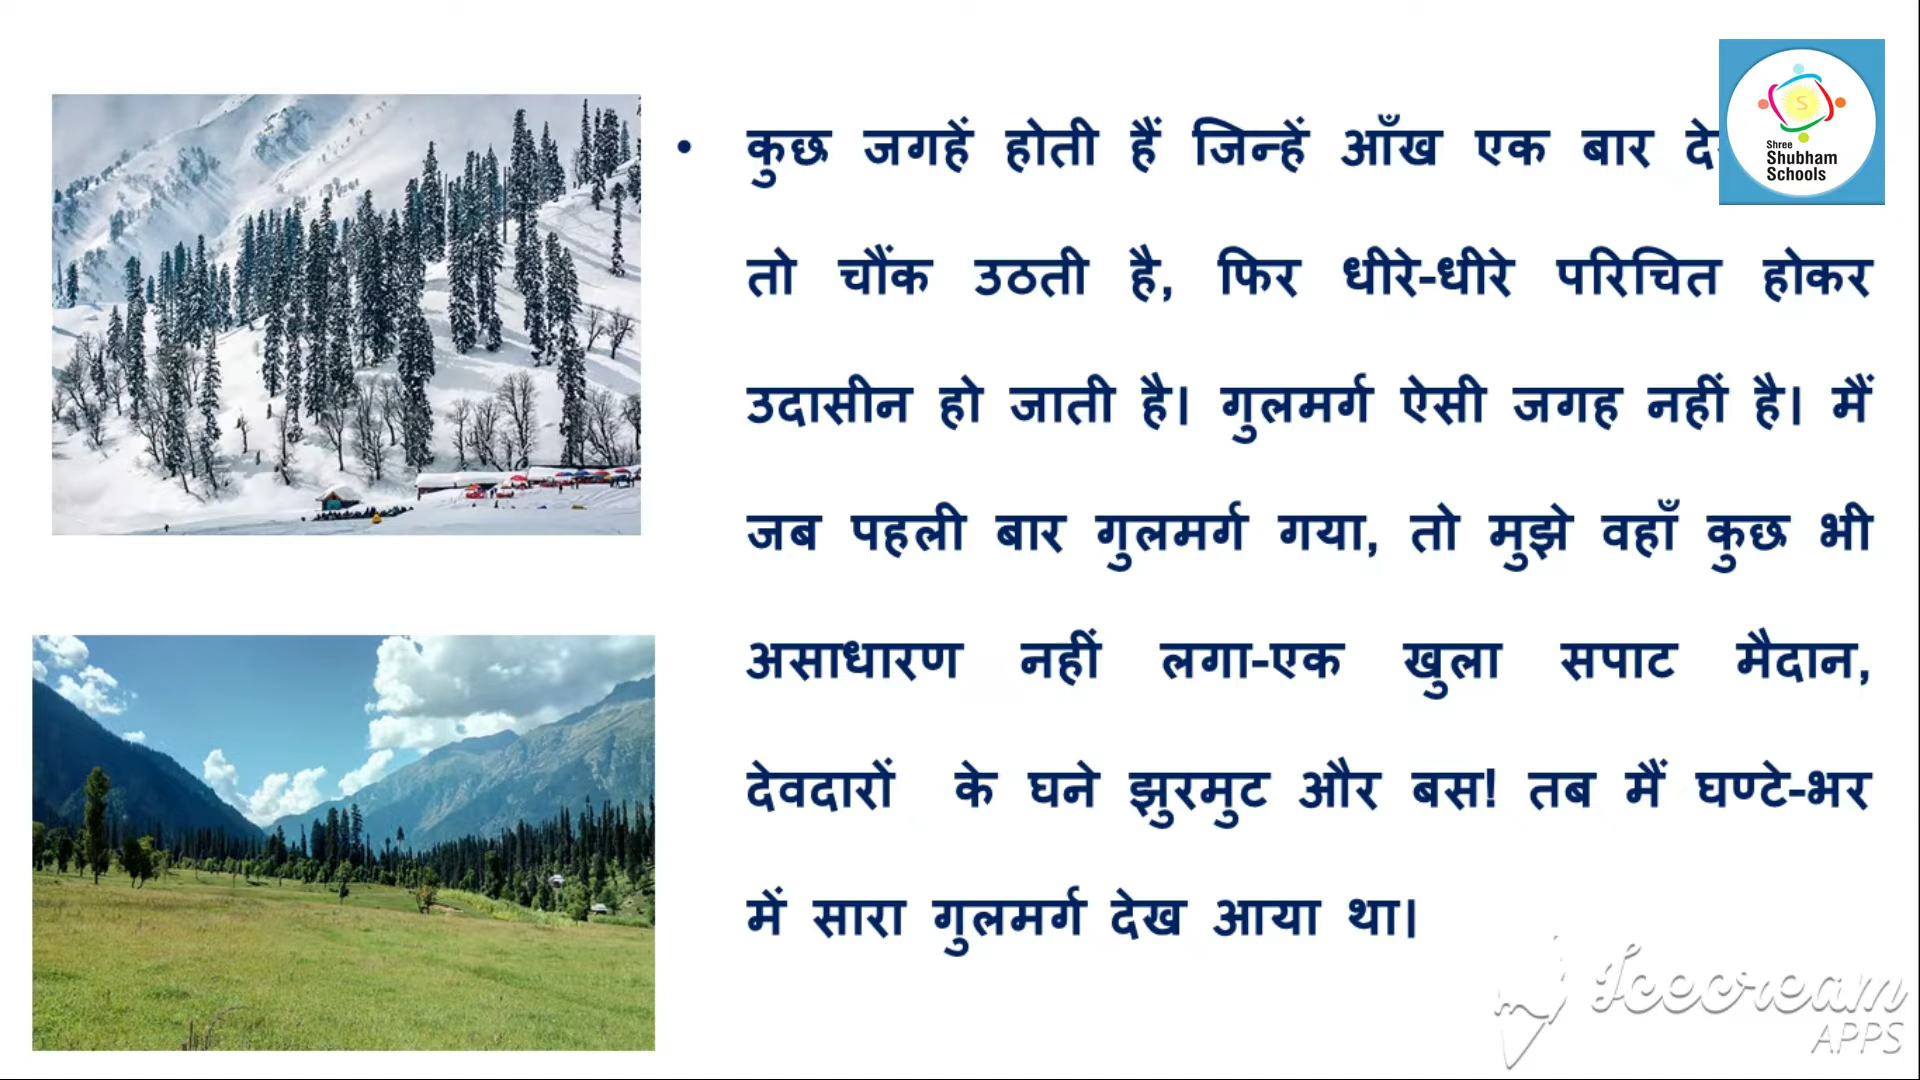 • कुछ जगहें होती हैं जिन्हें आँख एक बार
तो चौंक उठती है, फिर धीरे-धीरे परिचित होकर
उदासीन हो जाती है। गुलमर्ग ऐसी जगह नहीं है। मैं
जब पहली बार गुलमर्ग गया, तो मुझे वहाँ कुछ भी
असाधारण नहीं लगा-एक खुला सपाट मैदान,
देवदारों के घने झुरमुट और बस! तब मैं घण्टे-भर
में सारा गुलमर्ग देख आया था।
S
Shree
Shubham
Schools
Icecream
APPS